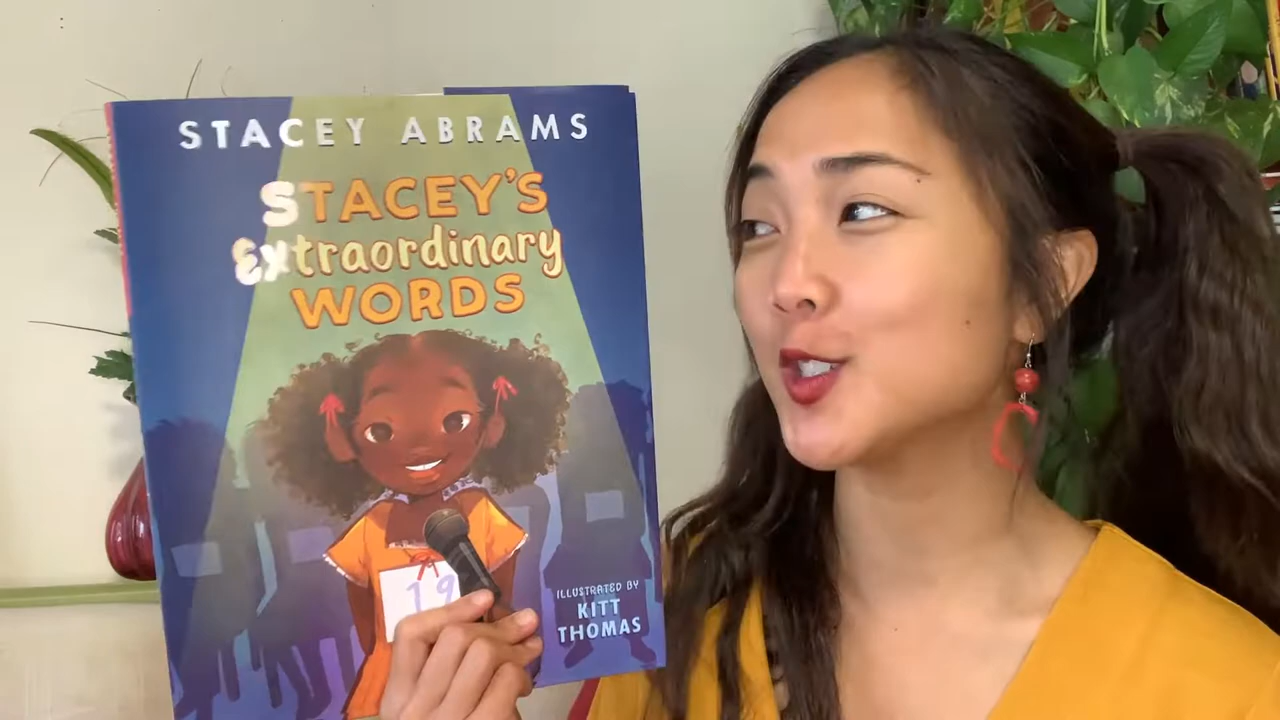 STACEY ABRAMS
STACEY'S
Extraordinary
WORDS
19
ILLUSTRATED BY
KITT
THOMAS